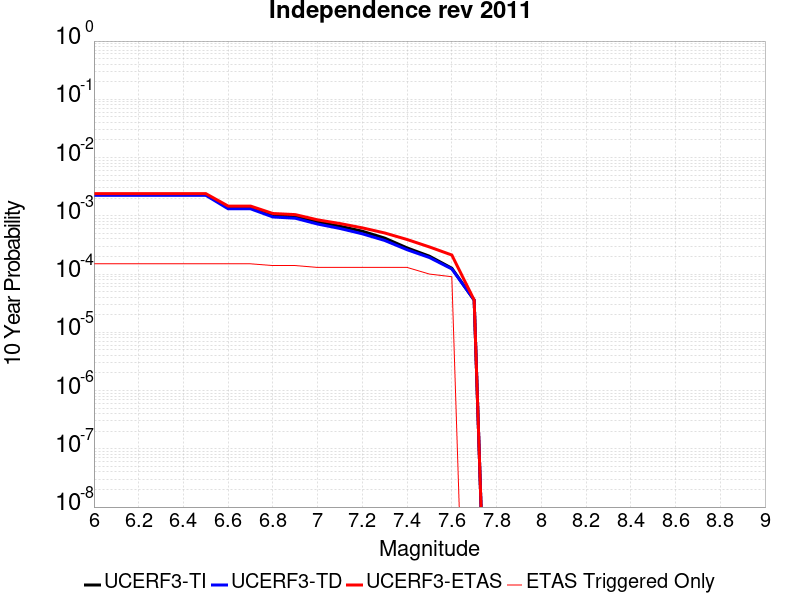 Independence rev 2011
10 Year Probability
10^0
10^-1
10^-2
10^-3
10^-4
10^-5
10^-6
10^-7
10^-8
6 6.2 6.4 6.6 6.8 7 7.2 7.4 7.6 7.8 8 8.2 8.4 8.6 8.8 9
Magnitude
UCERF3-TI UCERF3-TD UCERF3-ETAS ETAS Triggered Only